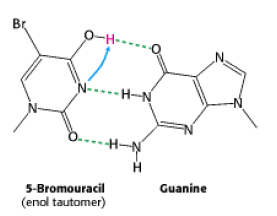 Br
O H O
N
N H N
N N
O H N
H
5-Bromouracil Guanine
(enol tautomer)